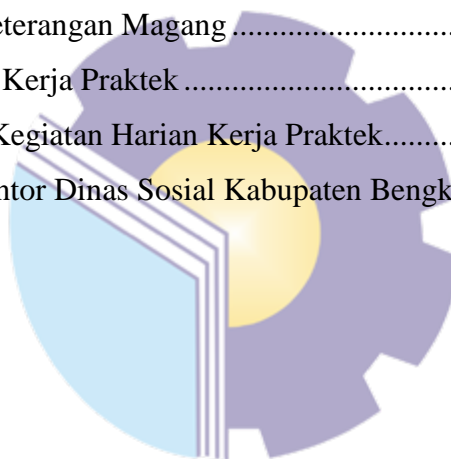 eterangan Magang ............................
Kerja Praktek ....................................
Kegiatan Harian Kerja Praktek..........
ntor Dinas Sosial Kabupaten Bengk